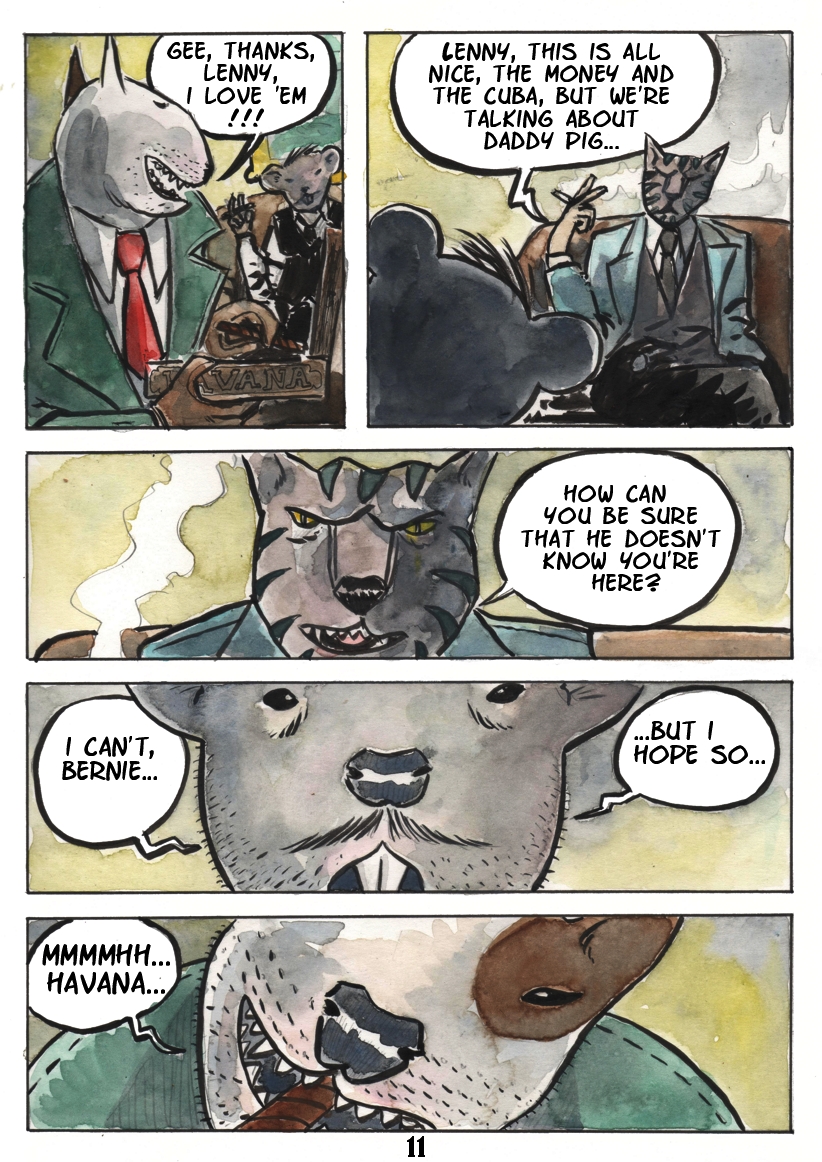 GEE, THANKS,
LENNY,
I LOVE 'EM
!!!
LENNY, THIS IS ALL
NICE, THE MONEY AND
THE CUBA, BUT WE'RE
TALKING ABOUT
DADDY PIG...
VANA
HOW CAN
YOU BE SURE
THAT HE DOESN'T
KNOW YOU'RE
HERE?
I CAN'T,
BERNIE...
...BUT I
HOPE SO...
MMMMHH...
HAVANA...
11